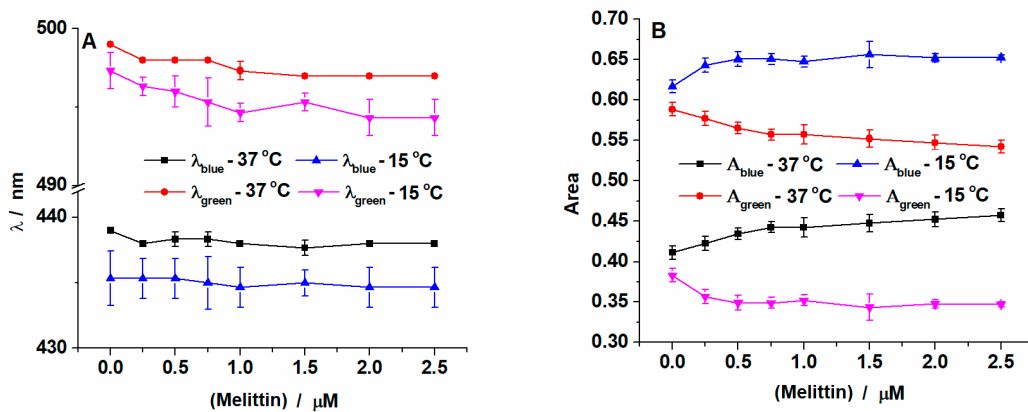 A
500
490
440
430
λ / nm
λblue - 37 °C
λblue - 15 °C
λgreen - 37 °C
λgreen - 15 °C
0.0 0.5 1.0 1.5 2.0 2.5
(Melittin) / μM
B
0.70
0.65
0.60
0.55
0.50
0.45
0.40
0.35
0.30
Area
Ablue - 37 °C
Ablue - 15 °C
Agreen - 37 °C
Agreen - 15 °C
0.0 0.5 1.0 1.5 2.0 2.5
(Melittin) / μM